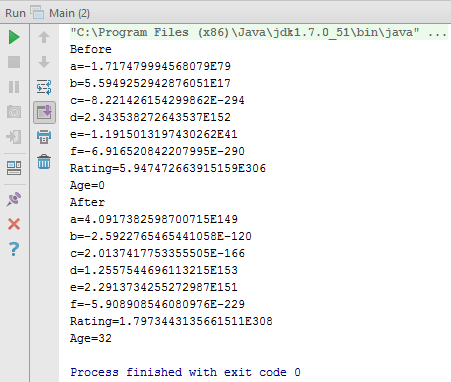 Run Main (2)
"C:\Program Files (x86)\Java\jdk1.7.0_51\bin\java" ...
Before
a=-1.717479994568079E79
b=5.5949252942876051E17
c=-8.221426154299862E-294
d=2.343538272643537E152
e=-1.1915013197430262E41
f=-6.916520842207995E-290
Rating=5.947472663915159E306
Age=0
After
a=4.0917382598700715E149
b=-2.5922765465441058E-120
c=2.0137417753355505E-166
d=1.2557544696113215E153
e=2.2913734255272987E151
f=-5.908908546080976E-229
Rating=1.7973443135661511E308
Age=32
Process finished with exit code 0